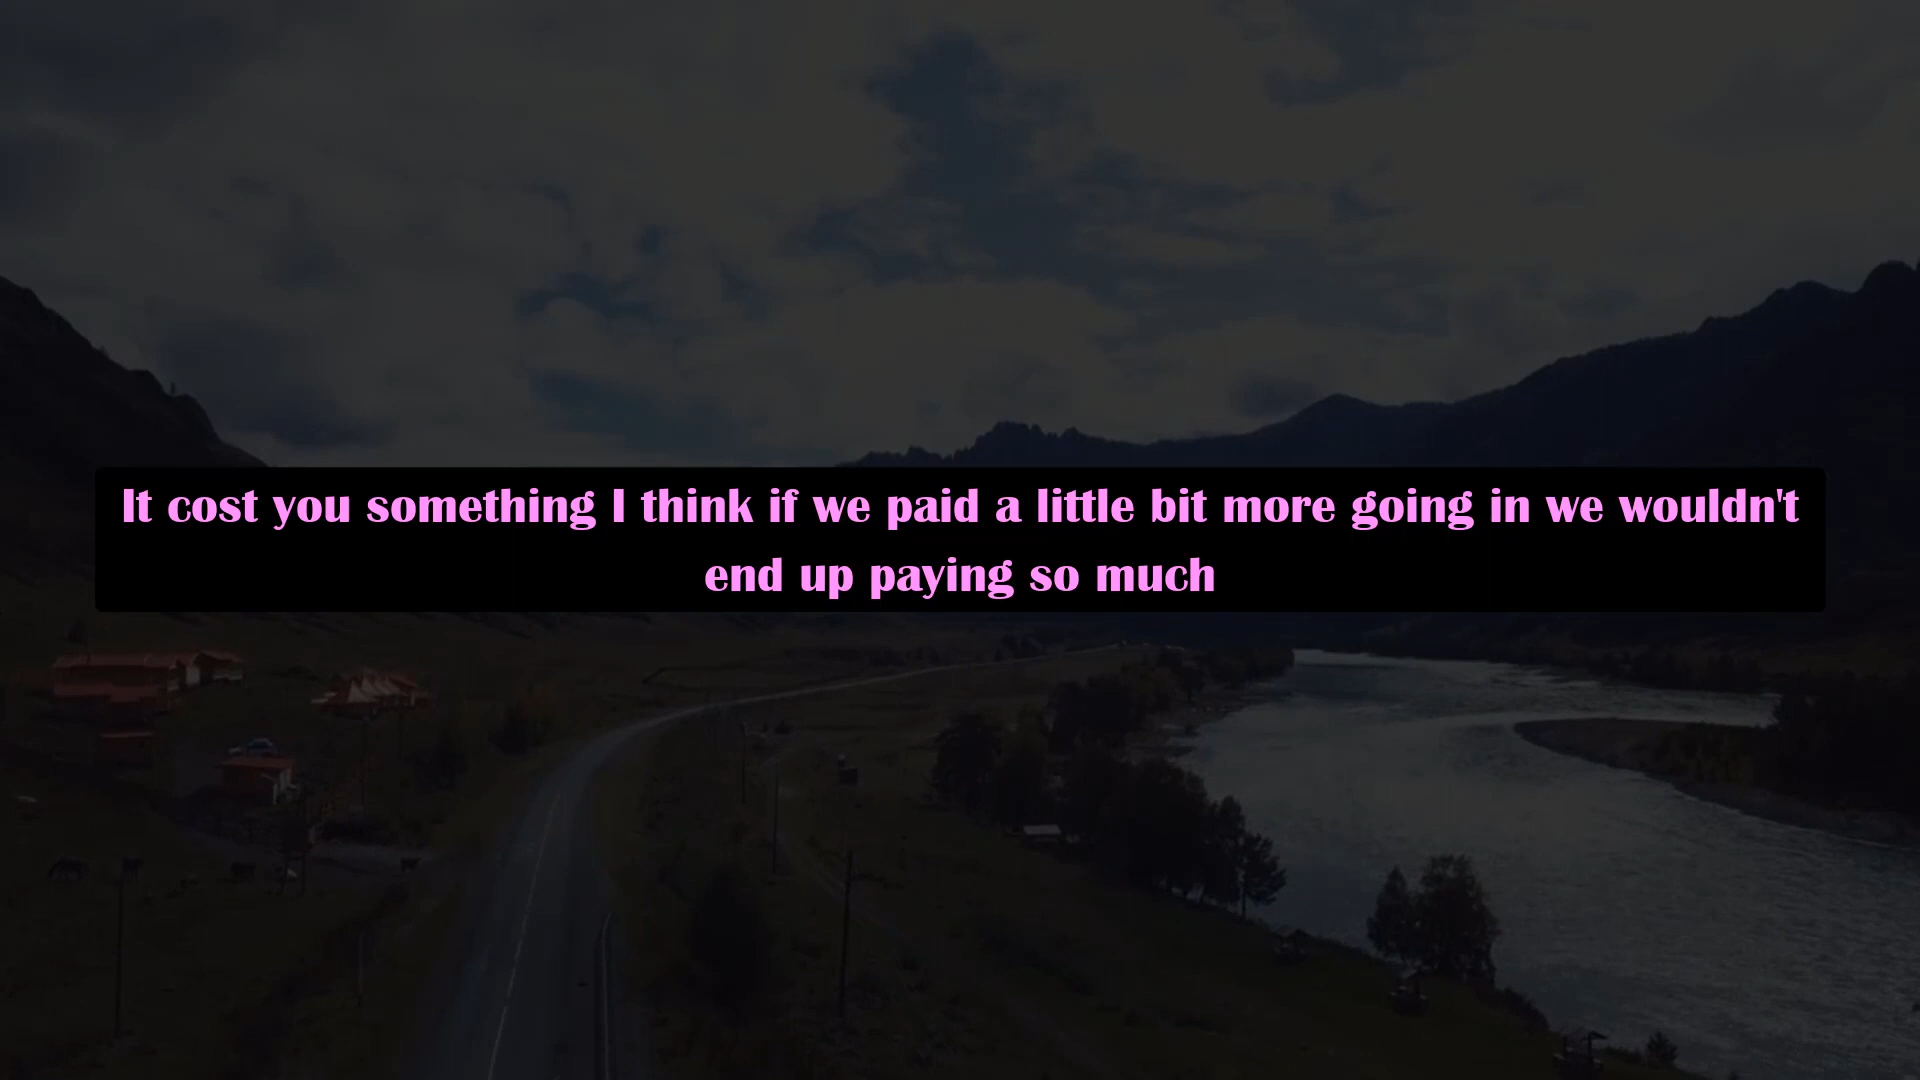 It cost you something I think if we paid a little bit more going in we wouldn't
end up paying so much